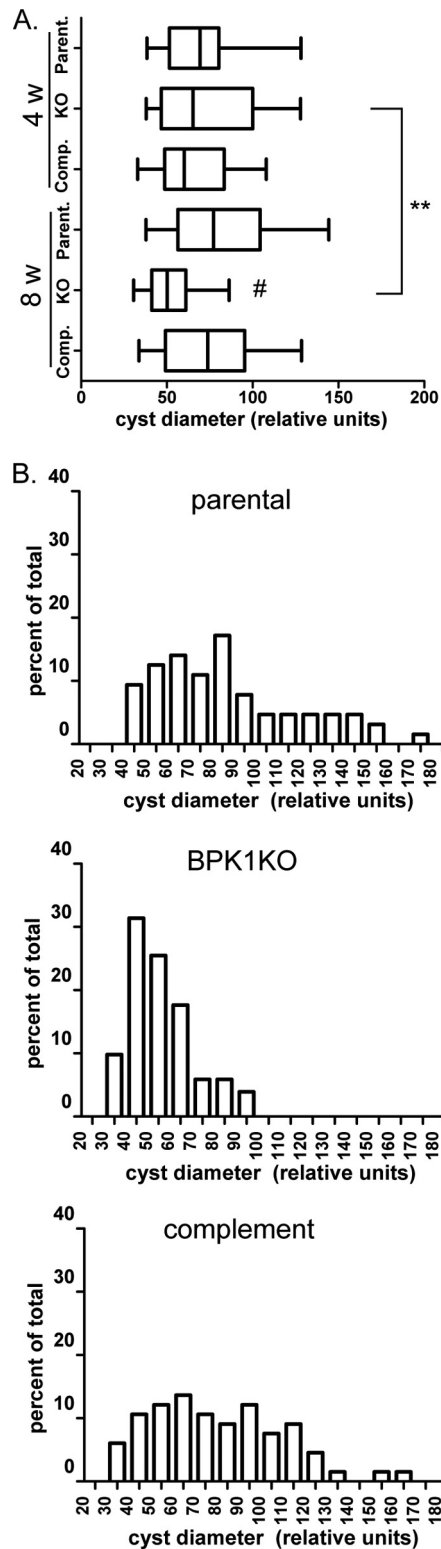 A.
4 w
Parent.
KO
Comp.
8 w
Parent.
KO
Comp.
**
#
0 50 100 150 200
cyst diameter (relative units)
B.
parental
percent of total
40
30
20
10
0
20 30 40 50 60 70 80 90 100 110 120 130 140 150 160 170 180
cyst diameter (relative units)
BPK1KO
percent of total
40
30
20
10
0
20 30 40 50 60 70 80 90 100 110 120 130 140 150 160 170 180
cyst diameter (relative units)
complement
percent of total
40
30
20
10
0
20 30 40 50 60 70 80 90 100 110 120 130 140 150 160 170 180
cyst diameter (relative units)